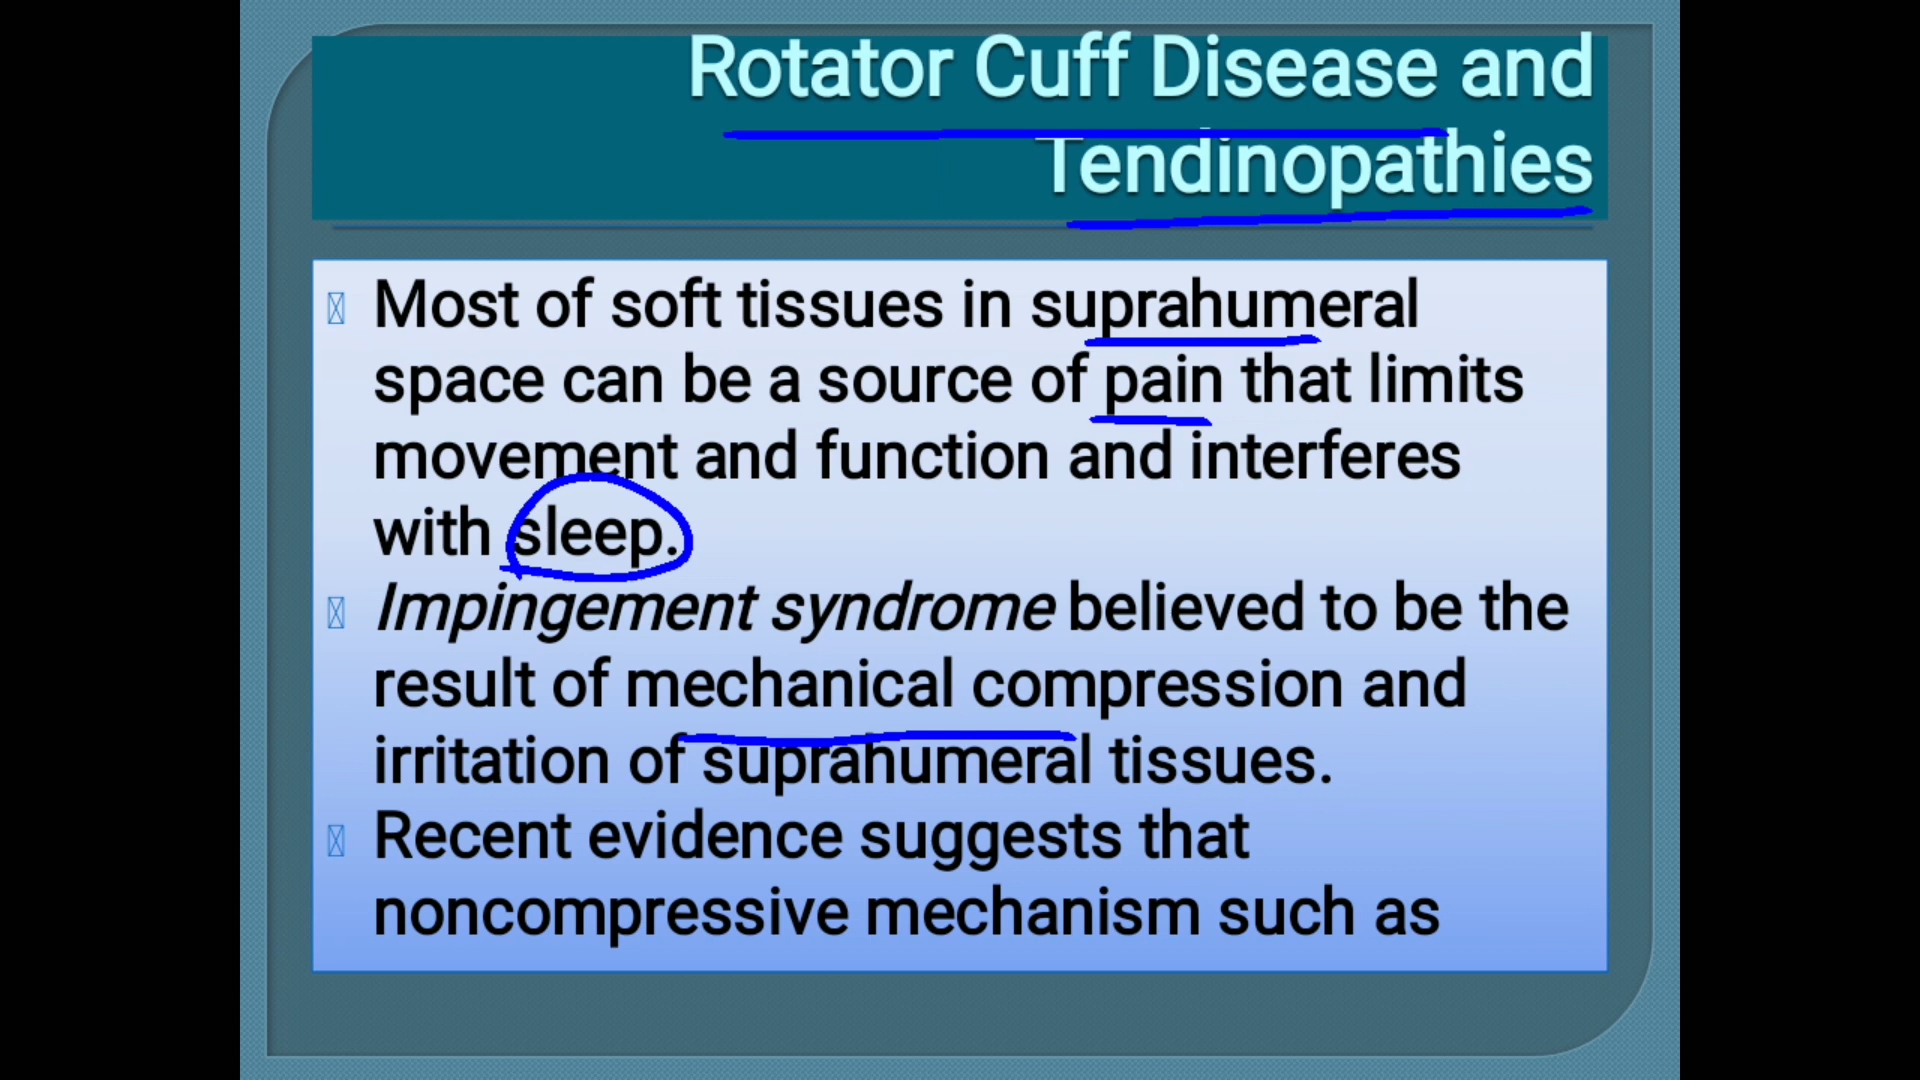 Rotator Cuff Disease and
Tendinopathies
Most of soft tissues in suprahumeral
space can be a source of pain that limits
movement and function and interferes
with sleep.
Impingement syndrome believed to be the
result of mechanical compression and
irritation of suprahumeral tissues.
Recent evidence suggests that
noncompressive mechanism such as